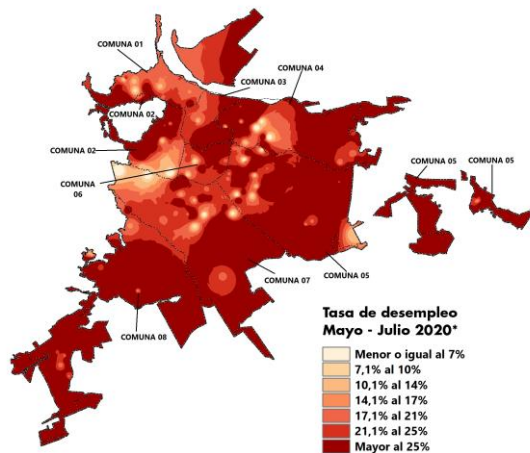 COMUNA 01
COMUNA 03
COMUNA 04
COMUNA 02
COMUNA 02
COMUNA 05
COMUNA 05
COMUNA
06
COMUNA 07
COMUNA 05
COMUNA 08
Tasa de desempleo
Mayo - Julio 2020*
Menor o igual al 7%
7,1% al 10%
10,1% al 14%
14,1% al 17%
17,1% al 21%
21,1% al 25%
Mayor al 25%